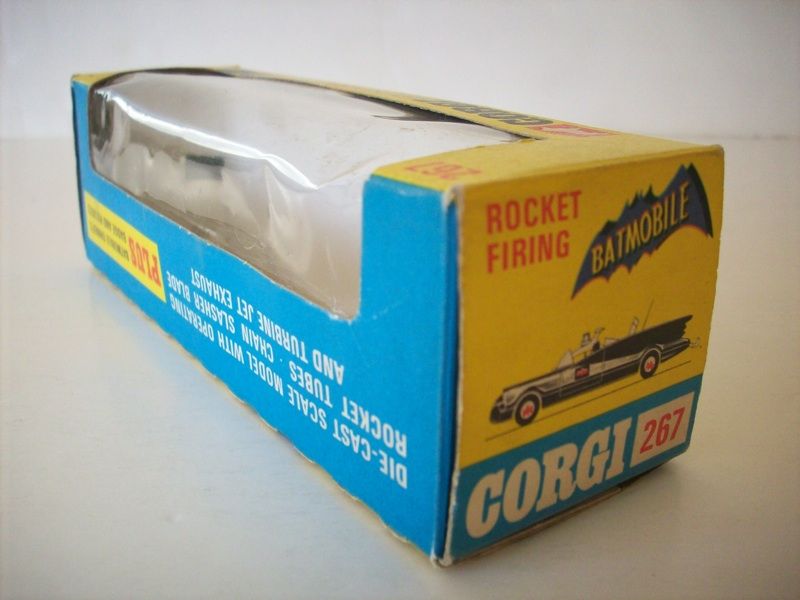 ROCKET
FIRING
BATMOBILE
CORGI
267
267
DIE-CAST SCALE MODEL WITH OPERATING
ROCKET TUBES · CHAIN SLASHER BLADE
AND TURBINE JET EXHAUST
PLUS